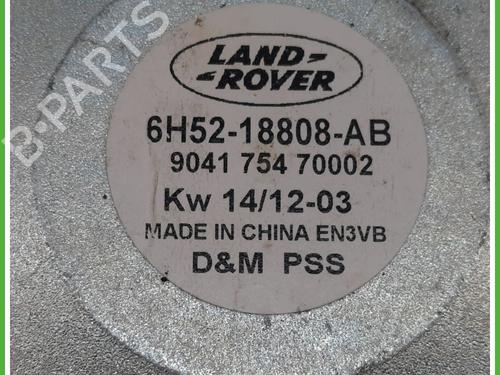 B-PARTS
LAND-
-ROVER
6H52-18808-AB
9041 754 70002
Kw 14/12-03
MADE IN CHINA EN3VB
D&M PSS